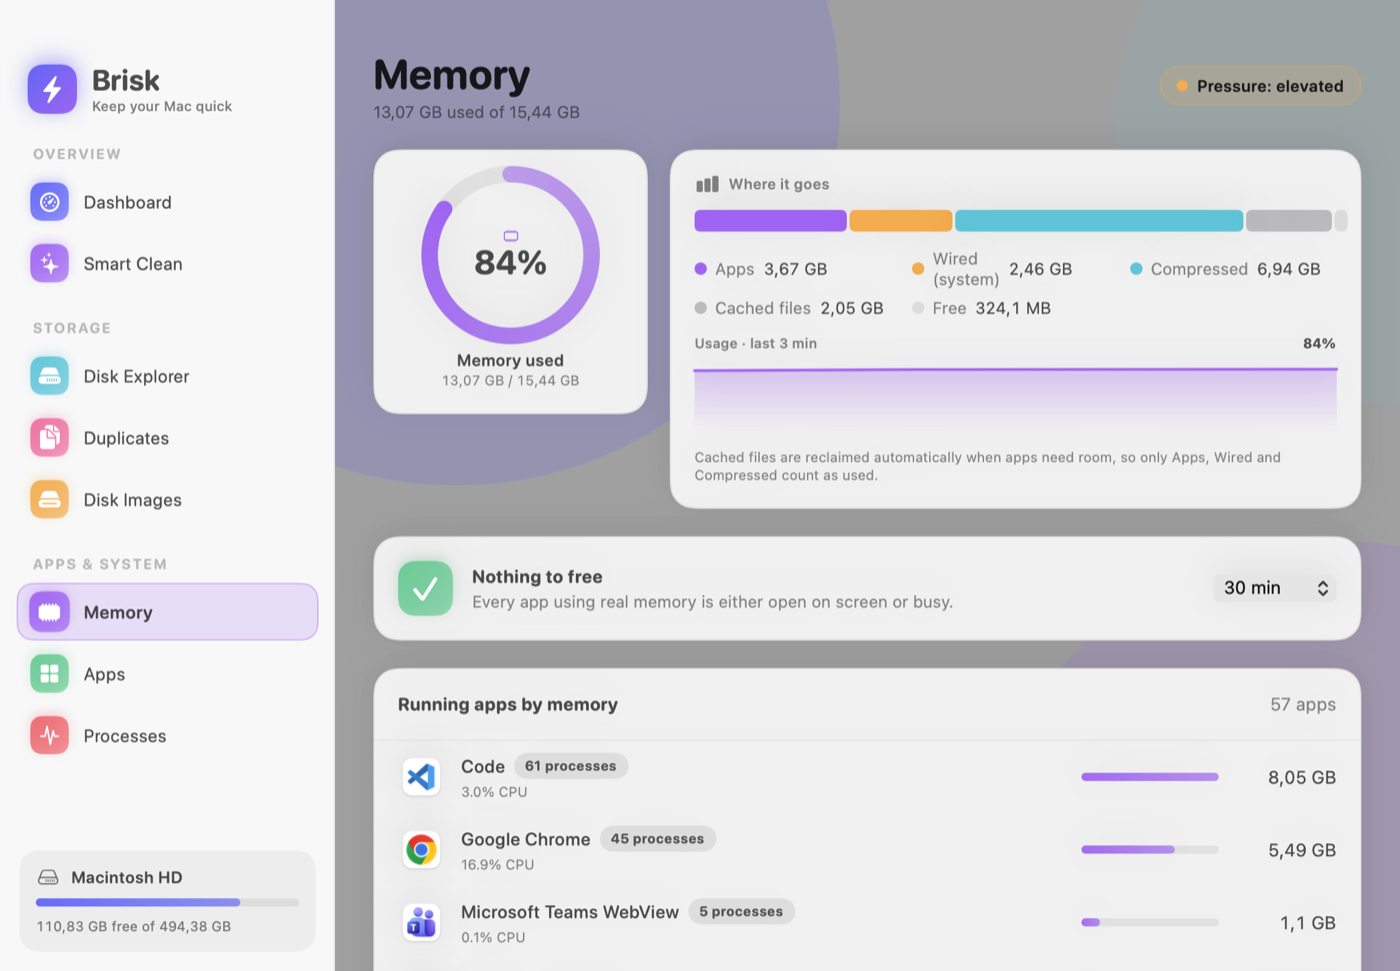 Brisk
Keep your Mac quick
OVERVIEW
Dashboard
Smart Clean
STORAGE
Disk Explorer
Duplicates
Disk Images
APPS & SYSTEM
Memory
Apps
Processes
Macintosh HD
110,83 GB free of 494,38 GB
Memory
13,07 GB used of 15,44 GB
Pressure: elevated
84%
Memory used
13,07 GB / 15,44 GB
Where it goes
Apps 3,67 GB
Wired
(system) 2,46 GB
Compressed 6,94 GB
Cached files 2,05 GB
Free 324,1 MB
Usage · last 3 min 84%
Cached files are reclaimed automatically when apps need room, so only Apps, Wired and
Compressed count as used.
Nothing to free
Every app using real memory is either open on screen or busy.
30 min
Running apps by memory 57 apps
Code 61 processes
3.0% CPU
8,05 GB
Google Chrome 45 processes
16.9% CPU
5,49 GB
Microsoft Teams WebView 5 processes
0.1% CPU
1,1 GB